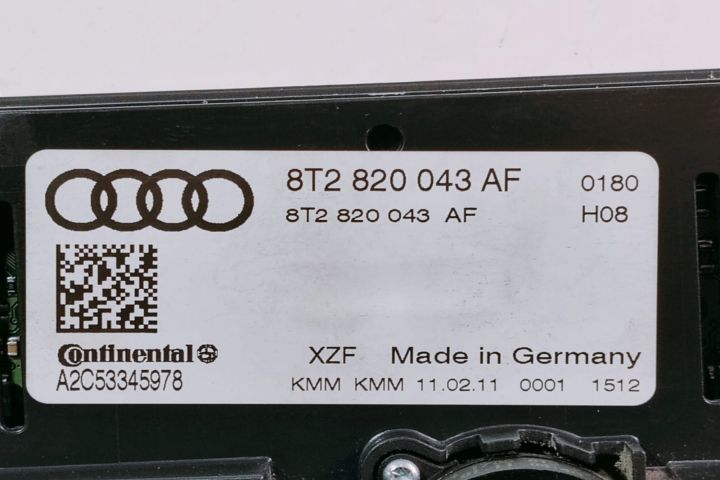 8T2 820 043 AF 0180
8T2 820 043 AF H08
Continental
A2C53345978
XZF Made in Germany
KMM KMM 11.02.11 0001 1512